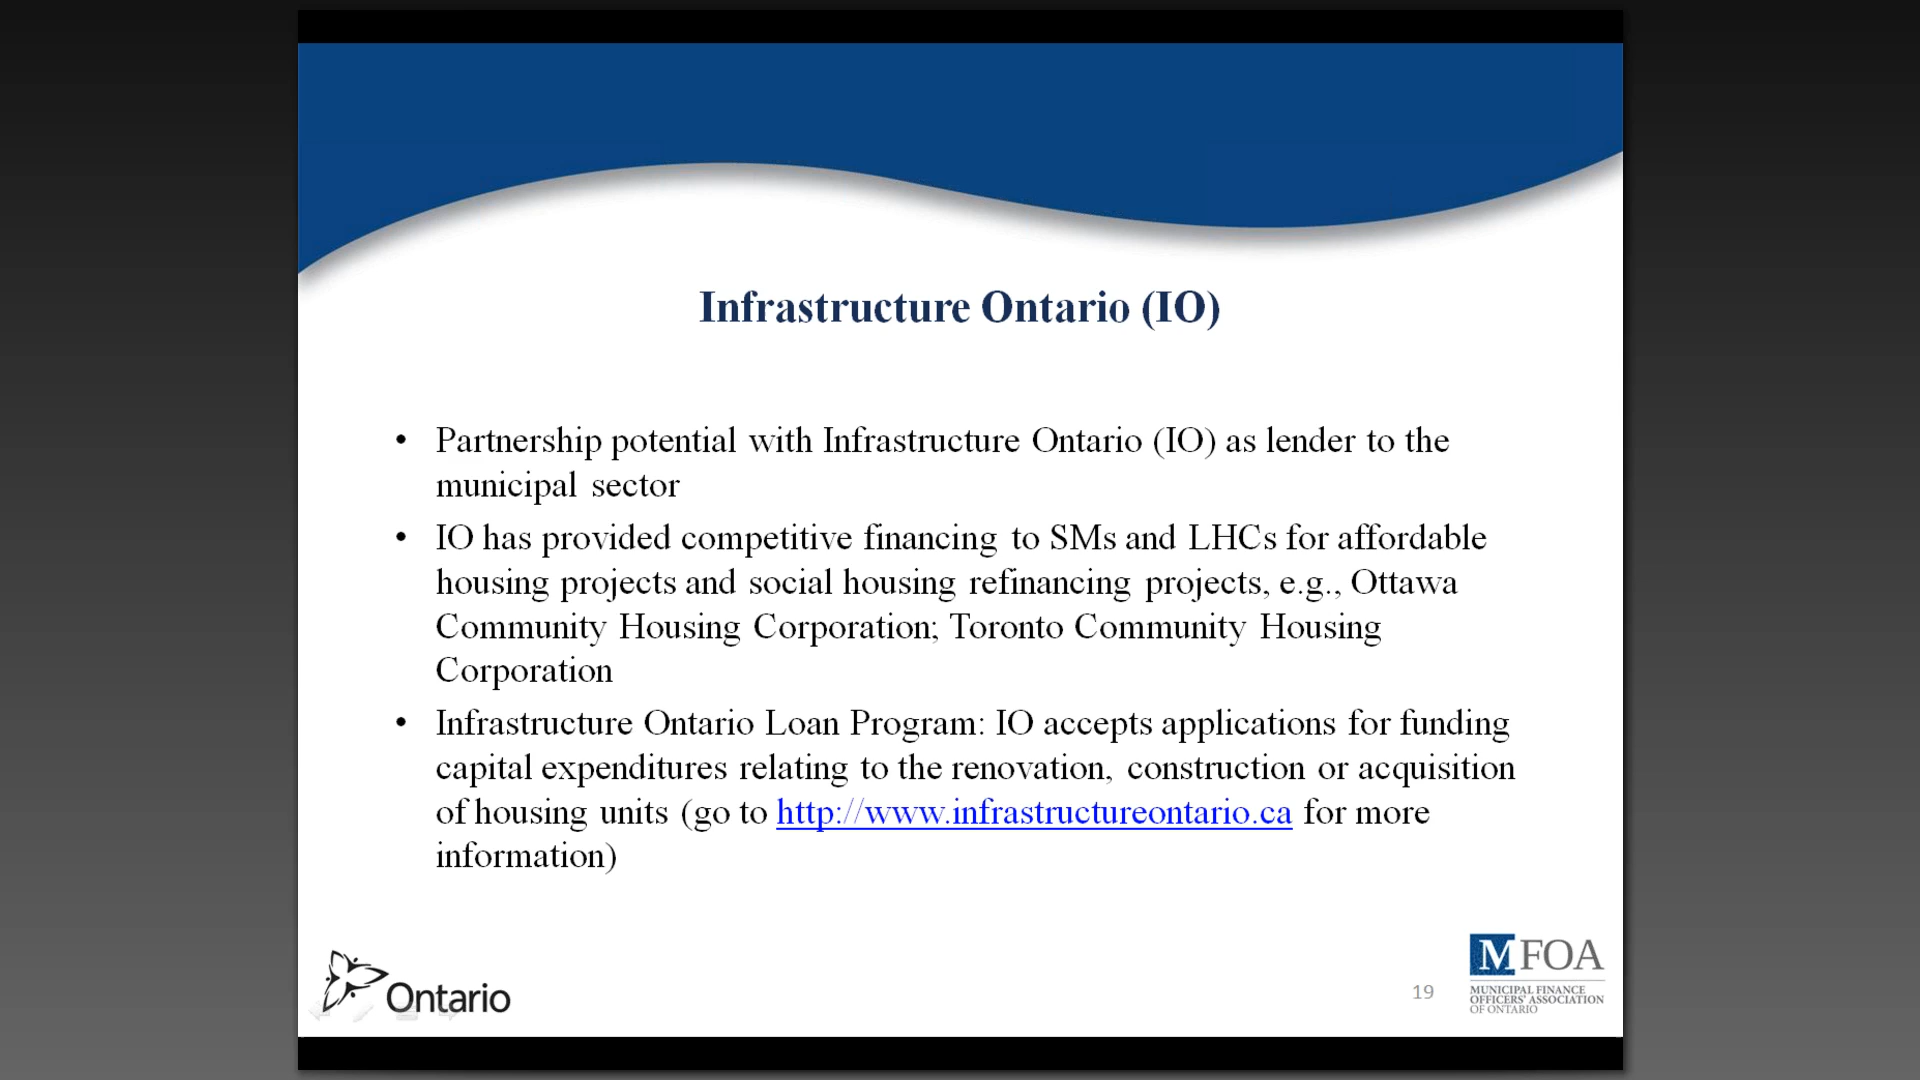 Infrastructure Ontario (IO)
• Partnership potential with Infrastructure Ontario (IO) as lender to the
municipal sector
• IO has provided competitive financing to SMs and LHCs for affordable
housing projects and social housing refinancing projects, e.g., Ottawa
Community Housing Corporation; Toronto Community Housing
Corporation
• Infrastructure Ontario Loan Program: IO accepts applications for funding
capital expenditures relating to the renovation, construction or acquisition
of housing units (go to http://www.infrastructureontario.ca for more
information)
Ontario
19
MFOA
MUNICIPAL FINANCE
OFFICERS' ASSOCIATION
OF ONTARIO